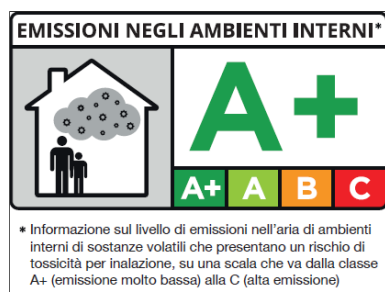 EMISSIONI NEGLI AMBIENTI INTERNI*
A+
A+ A B C
* Informazione sul livello di emissioni nell'aria di ambienti
interni di sostanze volatili che presentano un rischio di
tossicità per inalazione, su una scala che va dalla classe
A+ (emissione molto bassa) alla C (alta emissione)